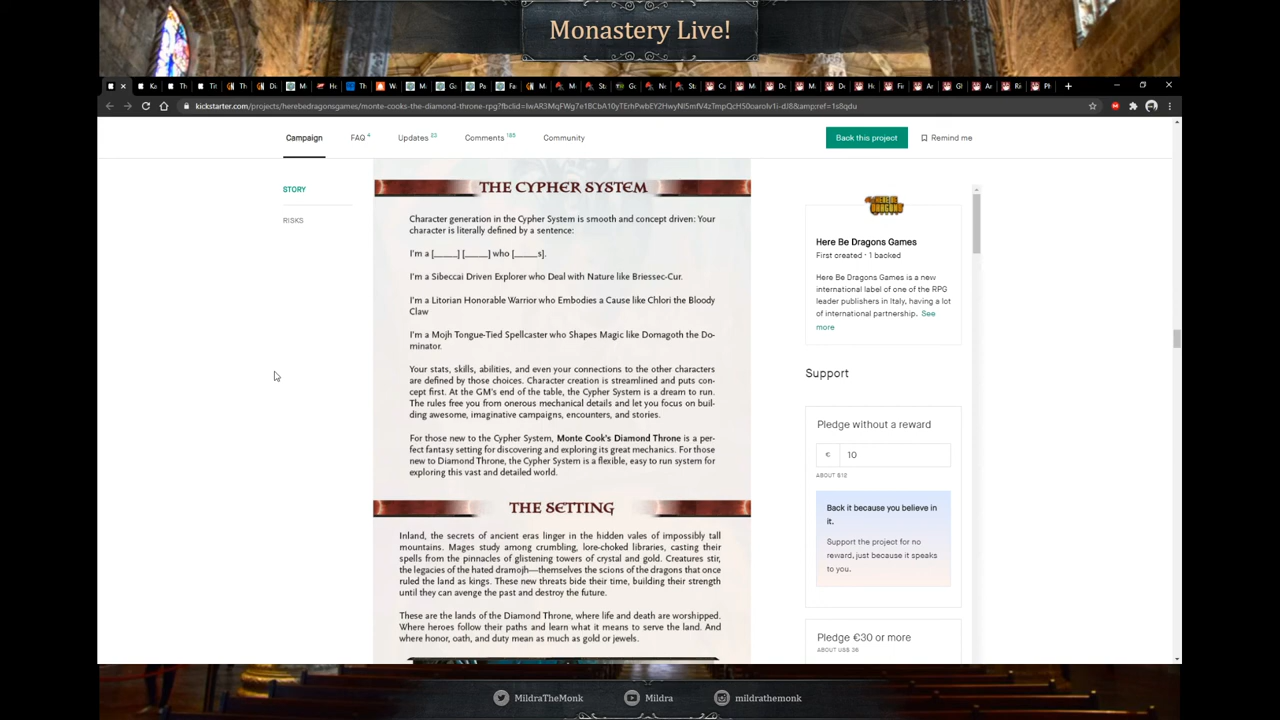 Monastery Live!
kickstarter.com/projects/herebedragonsgames/monte-cooks-the-diamond-throne-rpg?fbclid=
Campaign FAQ 4 Updates 23 Comments 185 Community Back this project Remind me
STORY
RISKS
THE CYPHER SYSTEM
Character generation in the Cypher System is smooth and concept driven: Your
character is literally defined by a sentence:
I'm a [_____] [_____] who [_____s].
I'm a Sibeccai Driven Explorer who Deal with Nature like Briessec-Cur.
I'm a Litorian Honorable Warrior who Embodies a Cause like Chlori the Bloody
Claw
I'm a Mojh Tongue-Tied Spellcaster who Shapes Magic like Domagoth the Do-
minator.
Your stats, skills, abilities, and even your connections to the other characters
are defined by those choices. Character creation is streamlined and puts con-
cept first. At the GM's end of the table, the Cypher System is a dream to run.
The rules free you from onerous mechanical details and let you focus on buil-
ding awesome, imaginative campaigns, encounters, and stories.
For those new to the Cypher System, Monte Cook's Diamond Throne is a per-
fect fantasy setting for discovering and exploring its great mechanics. For those
new to Diamond Throne, the Cypher System is a flexible, easy to run system for
exploring this vast and detailed world.
THE SETTING
Inland, the secrets of ancient eras linger in the hidden vales of impossibly tall
mountains. Mages study among crumbling, lore-choked libraries, casting their
spells from the pinnacles of glistening towers of crystal and gold. Creatures stir,
the legacies of the hated dramojh—themselves the scions of the dragons that once
ruled the land as kings. These new threats bide their time, building their strength
until they can avenge the past and destroy the future.
These are the lands of the Diamond Throne, where life and death are worshipped.
Where heroes follow their paths and learn what it means to serve the land. And
where honor, oath, and duty mean as much as gold or jewels.
HERE BE
DRAGONS
Here Be Dragons Games
First created · 1 backed
Here Be Dragons Games is a new
international label of one of the RPG
leader publishers in Italy, having a lot
of international partnership. See
more
Support
Pledge without a reward
€ 10
ABOUT $12
Back it because you believe in
it.
Support the project for no
reward, just because it speaks
to you.
Pledge €30 or more
ABOUT US$ 36
MildraTheMonk Mildra mildrathemonk